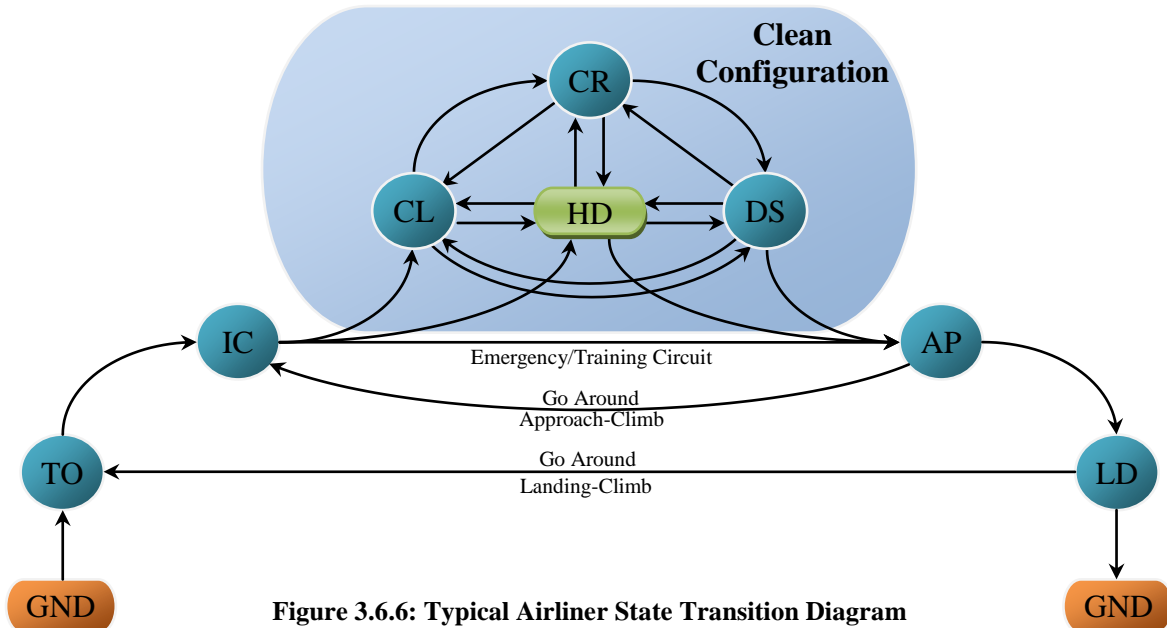 Clean
Configuration
CR
CL
HD
DS
IC
AP
Emergency/Training Circuit
Go Around
Approach-Climb
TO
LD
Go Around
Landing-Climb
GND
GND
Figure 3.6.6: Typical Airliner State Transition Diagram